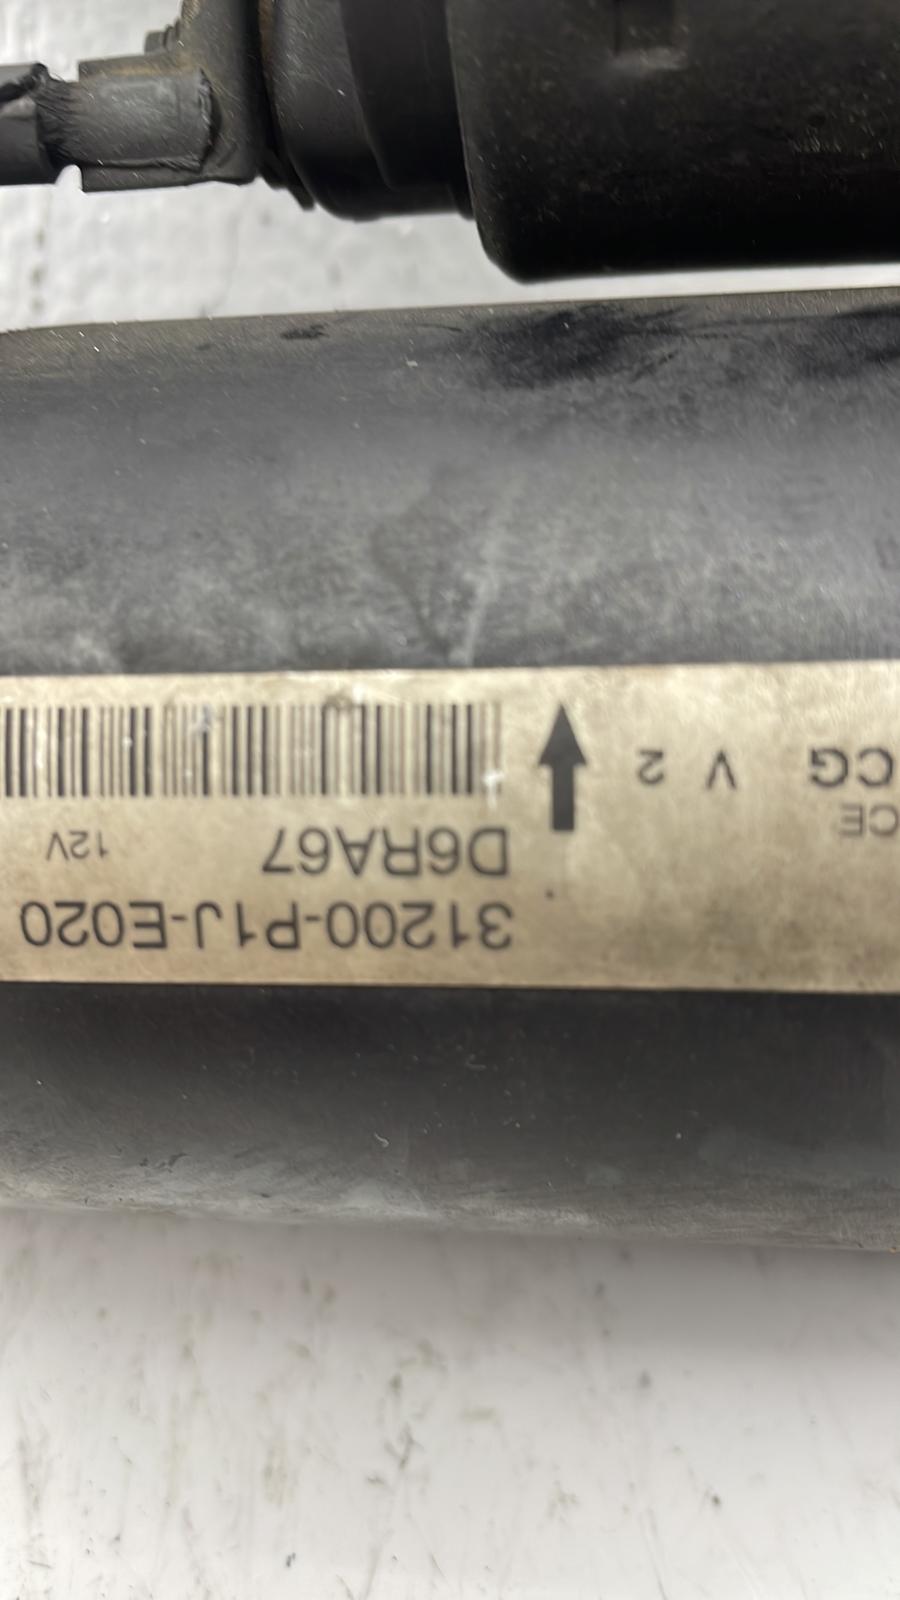 31200-P1J-E020
D6RA67 12V
CE
CG V 2